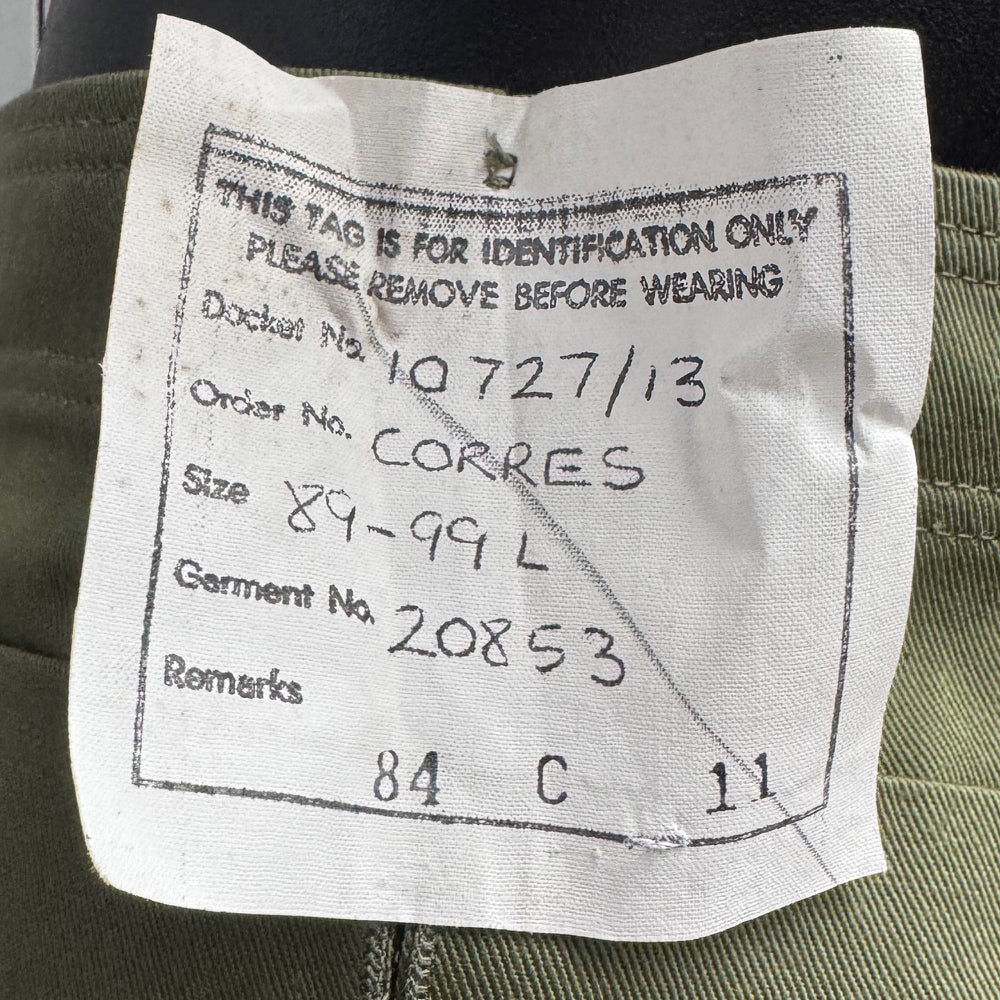 THIS TAG IS FOR IDENTIFICATION ONLY
PLEASE REMOVE BEFORE WEARING
Docket No. 10727/13
Order No. CORRES
Size 89-99 L
Garment No. 20853
Remarks
84 C 11